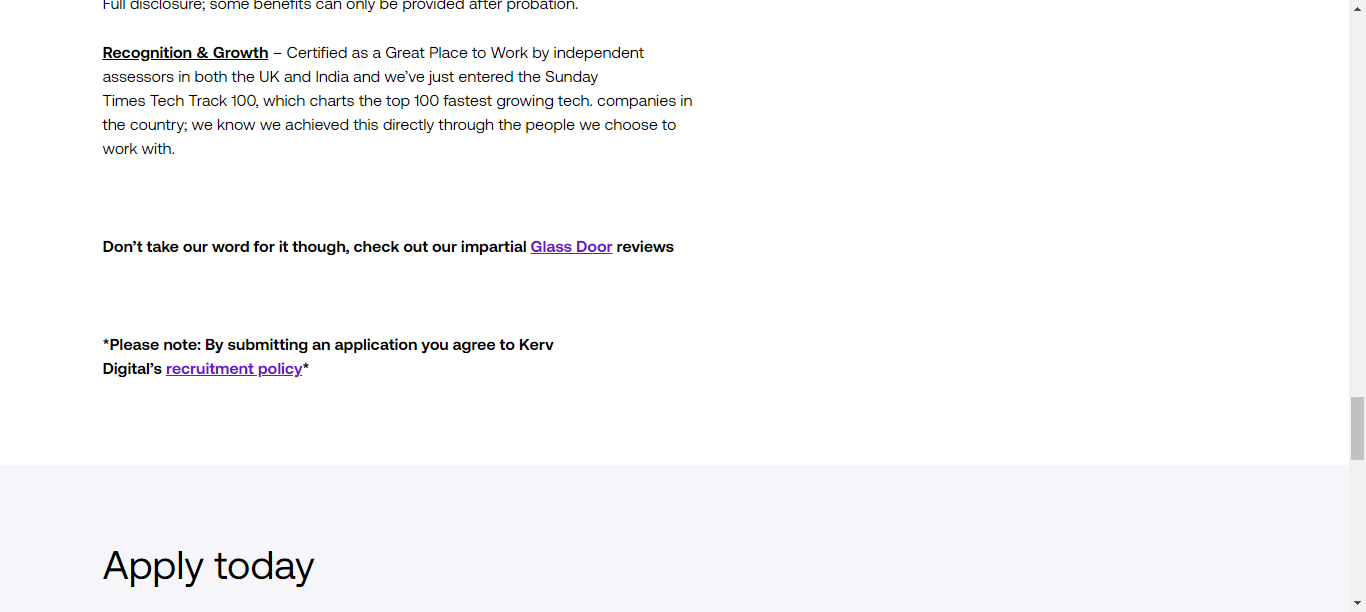 Full disclosure; some benefits can only be provided after probation.
Recognition & Growth – Certified as a Great Place to Work by independent
assessors in both the UK and India and we’ve just entered the Sunday
Times Tech Track 100, which charts the top 100 fastest growing tech. companies in
the country; we know we achieved this directly through the people we choose to
work with.
Don’t take our word for it though, check out our impartial Glass Door reviews
*Please note: By submitting an application you agree to Kerv
Digital’s recruitment policy*
Apply today